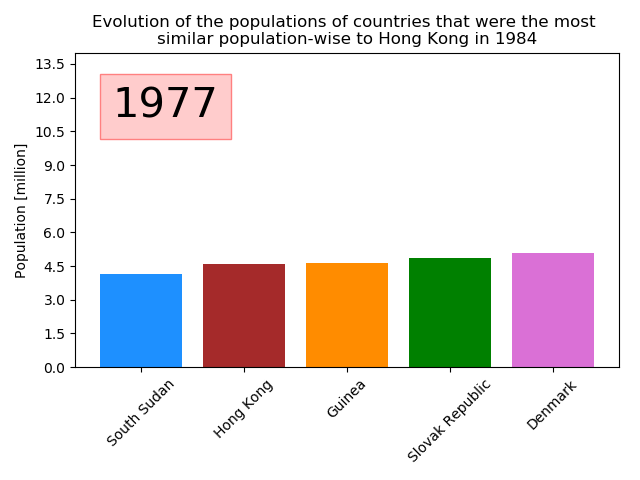 Evolution of the populations of countries that were the most
similar population-wise to Hong Kong in 1984
1977
Population [million]
13.5
12.0
10.5
9.0
7.5
6.0
4.5
3.0
1.5
0.0
South Sudan
Hong Kong
Guinea
Slovak Republic
Denmark